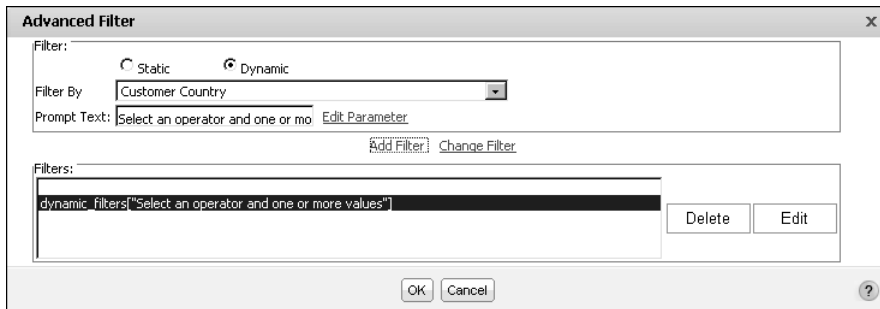 Advanced Filter x
Filter:
Static Dynamic
Filter By Customer Country
Prompt Text: Select an operator and one or mo Edit Parameter
Add Filter Change Filter
Filters:
dynamic_filters["Select an operator and one or more values"]
Delete Edit
OK Cancel ?